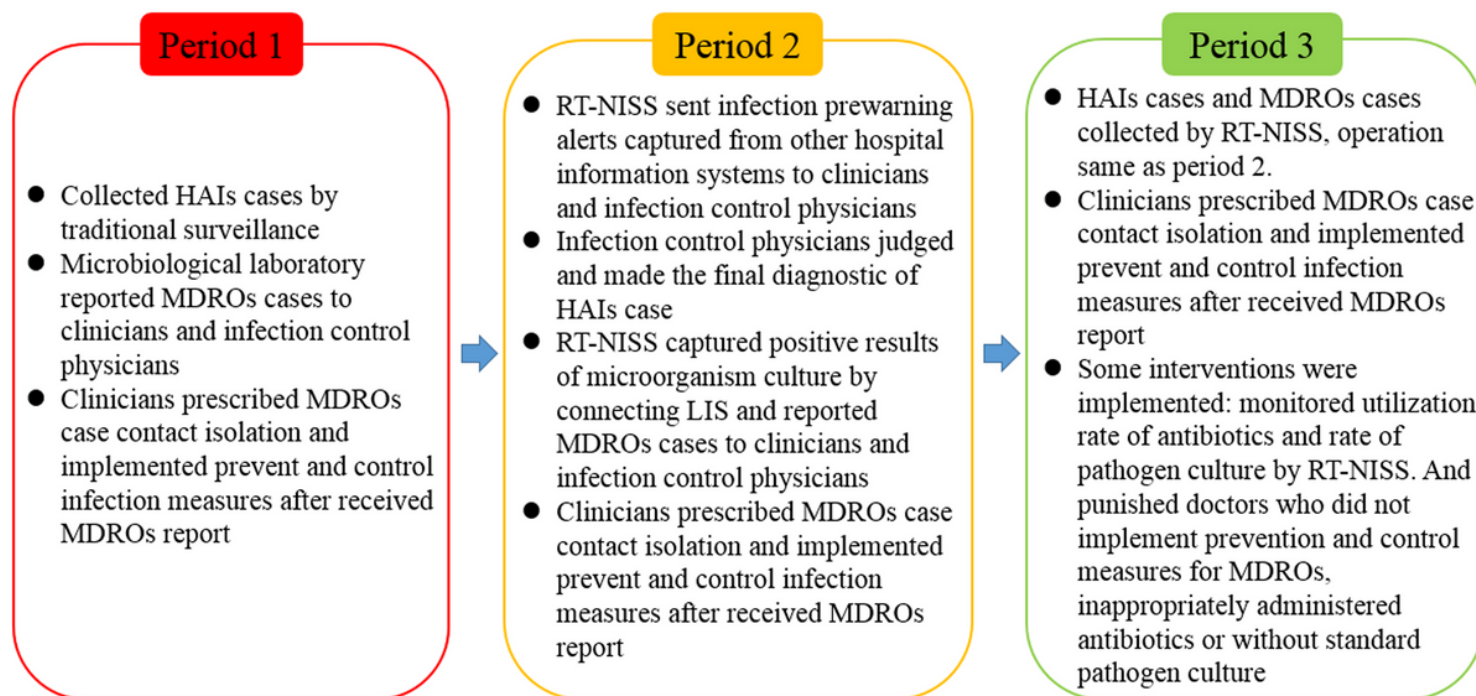 Period 1
● Collected HAIs cases by
traditional surveillance
● Microbiological laboratory
reported MDROs cases to
clinicians and infection control
physicians
● Clinicians prescribed MDROs
case contact isolation and
implemented prevent and control
infection measures after received
MDROs report
Period 2
● RT-NISS sent infection prewarning
alerts captured from other hospital
information systems to clinicians
and infection control physicians
● Infection control physicians judged
and made the final diagnostic of
HAIs case
● RT-NISS captured positive results
of microorganism culture by
connecting LIS and reported
MDROs cases to clinicians and
infection control physicians
● Clinicians prescribed MDROs case
contact isolation and implemented
prevent and control infection
measures after received MDROs
report
Period 3
● HAIs cases and MDROs cases
collected by RT-NISS, operation
same as period 2.
● Clinicians prescribed MDROs case
contact isolation and implemented
prevent and control infection
measures after received MDROs
report
● Some interventions were
implemented: monitored utilization
rate of antibiotics and rate of
pathogen culture by RT-NISS. And
punished doctors who did not
implement prevention and control
measures for MDROs,
inappropriately administered
antibiotics or without standard
pathogen culture